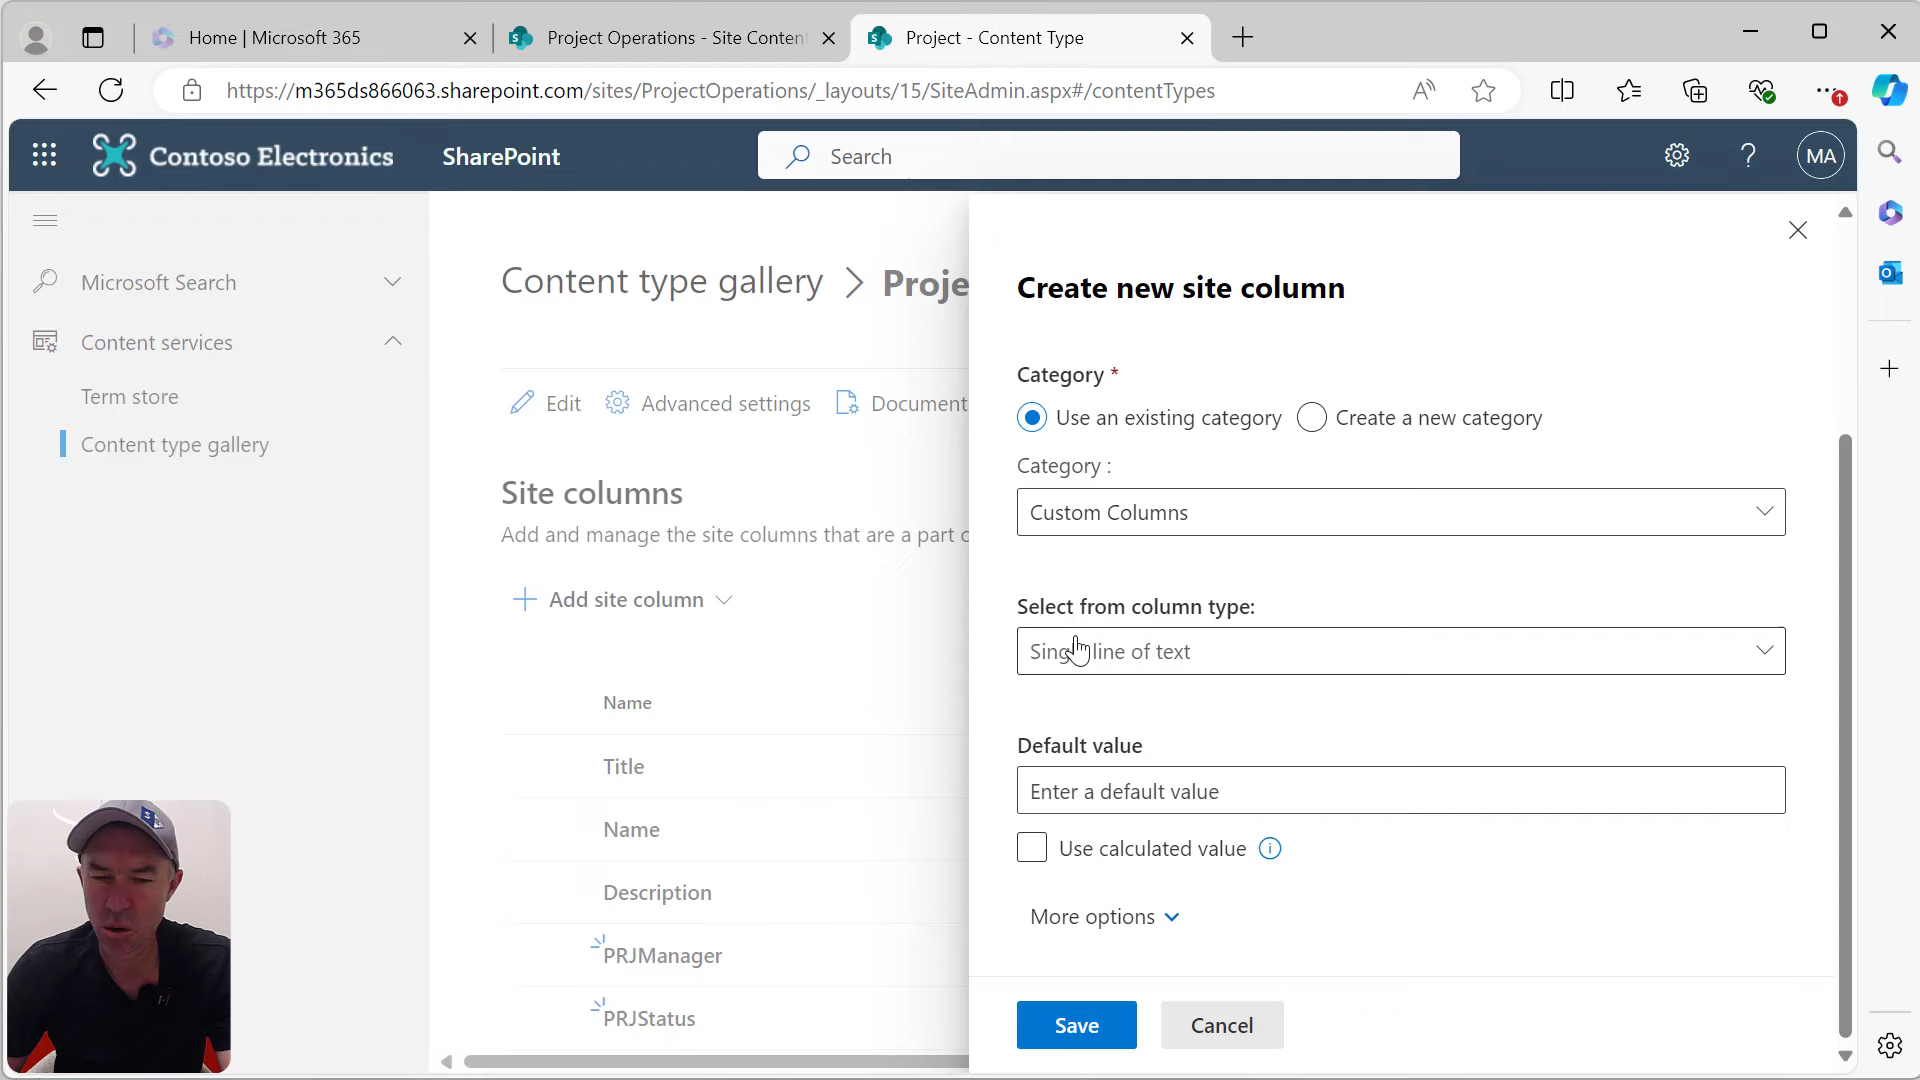 Home | Microsoft 365
Project Operations - Site Conten
Project - Content Type
https://m365ds866063.sharepoint.com/sites/ProjectOperations/_layouts/15/SiteAdmin.aspx#/contentTypes
Contoso Electronics
SharePoint
Search
MA
Microsoft Search
Content services
Term store
Content type gallery
Content type gallery > Proje
Edit
Advanced settings
Document
Site columns
Add and manage the site columns that are a part o
Add site column
Name
Title
Name
Description
PRJManager
PRJStatus
Create new site column
Category *
Use an existing category
Create a new category
Category :
Custom Columns
Select from column type:
Single line of text
Default value
Enter a default value
Use calculated value
More options
Save
Cancel